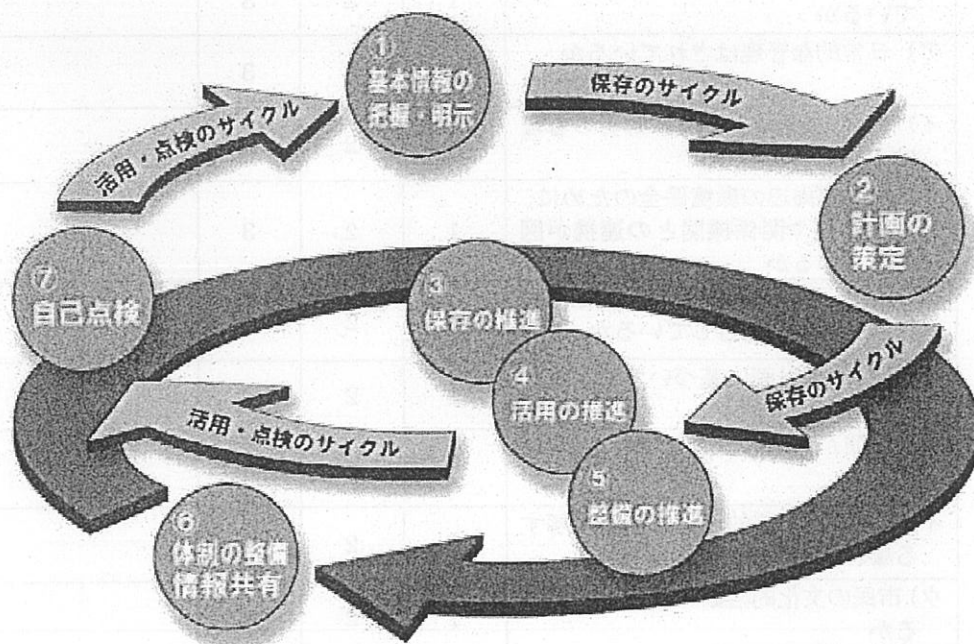 ①
基本情報の
把握・明示
保存のサイクル
②
計画の
策定
保存のサイクル
③
保存の推進
④
活用の推進
⑤
整備の推進
⑥
体制の整備
情報共有
活用・点検のサイクル
⑦
自己点検
活用・点検のサイクル